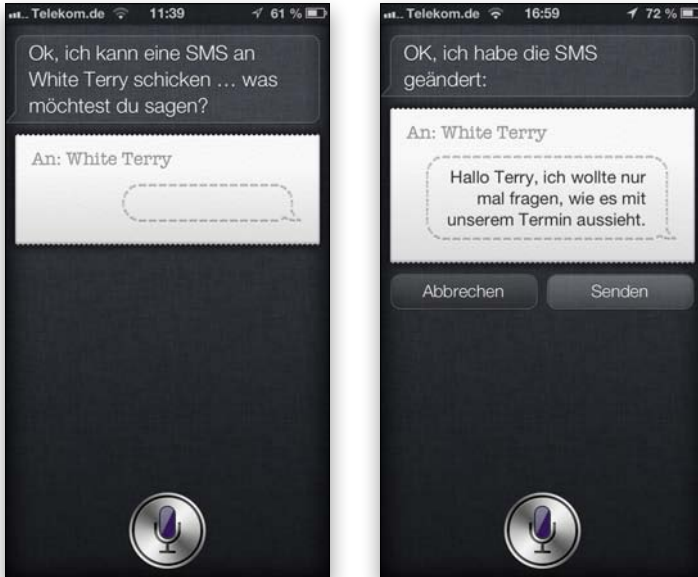 Telekom.de 11:39 61 %
Ok, ich kann eine SMS an
White Terry schicken … was
möchtest du sagen?
An: White Terry
Telekom.de 16:59 72 %
OK, ich habe die SMS
geändert:
An: White Terry
Hallo Terry, ich wollte nur
mal fragen, wie es mit
unserem Termin aussieht.
Abbrechen Senden